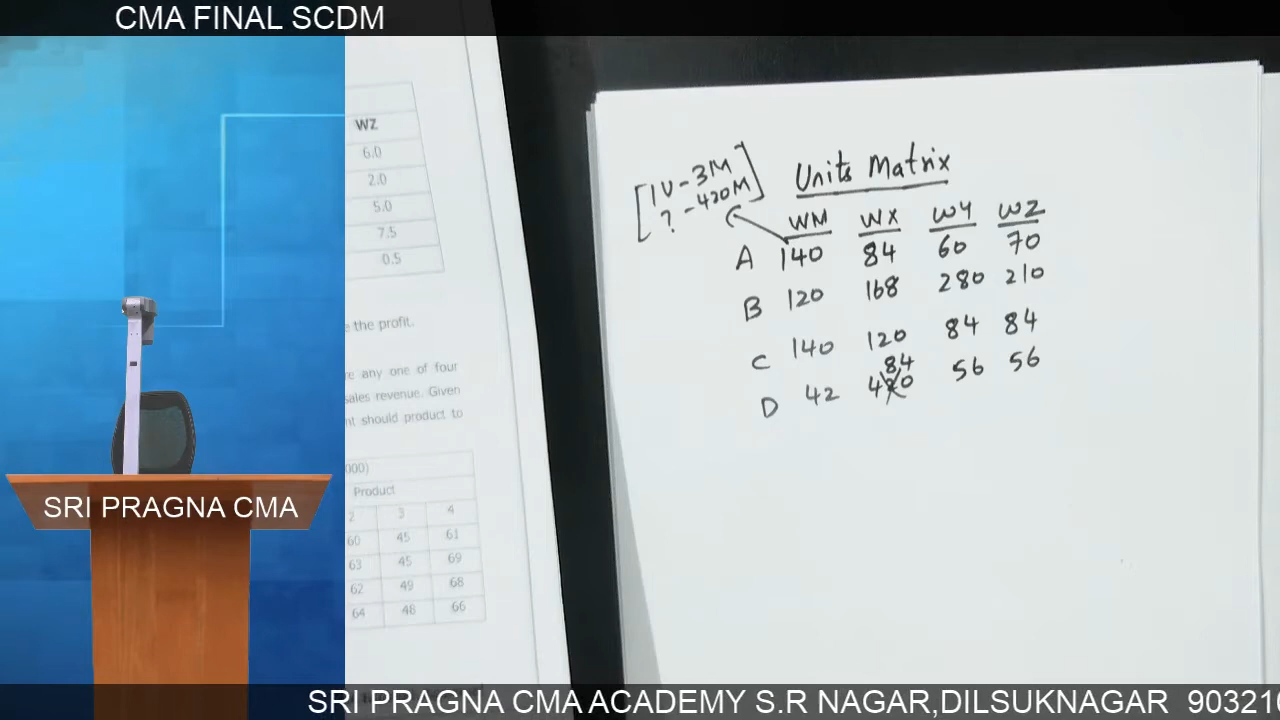 CMA FINAL SCDM
WZ
6.0
2.0
5.0
7.5
0.5
e the profit.
re any one of four
sales revenue. Given
nt should product to
000)
Product
2 3 4
60 45 61
63 45 69
62 49 68
64 48 66
[1U-3M
? -420M]
Units Matrix
WM WX WY WZ
A 140 84 60 70
B 120 168 280 210
C 140 120 84 84
84
D 42 420 56 56
SRI PRAGNA CMA
SRI PRAGNA CMA ACADEMY S.R NAGAR,DILSUKNAGAR 903210